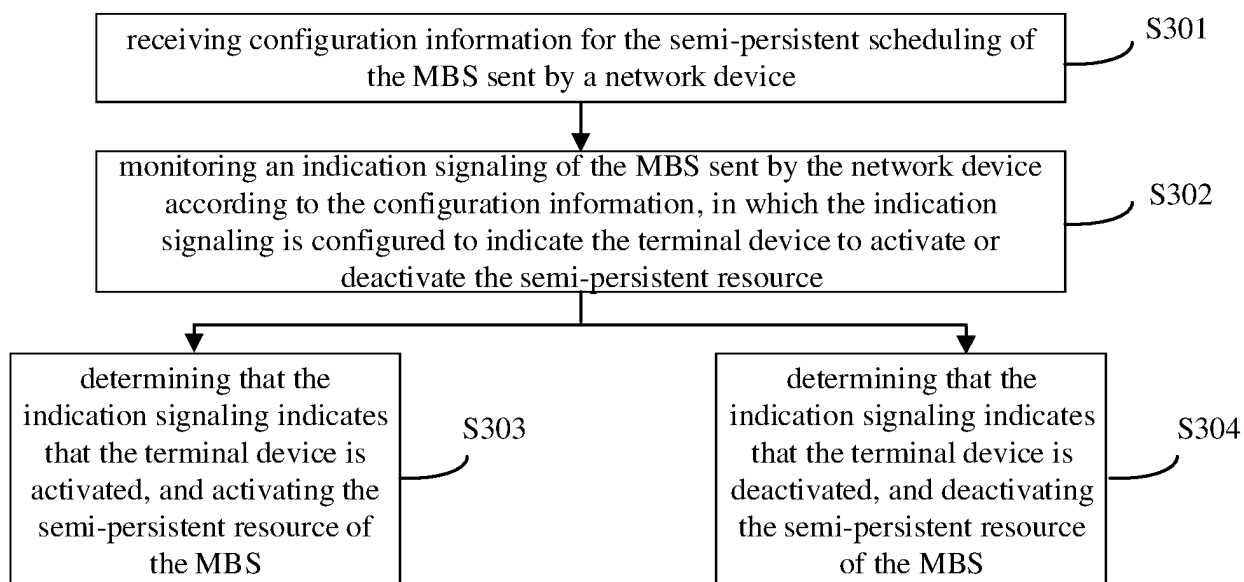 receiving configuration information for the semi-persistent scheduling of
the MBS sent by a network device
S301
monitoring an indication signaling of the MBS sent by the network device
according to the configuration information, in which the indication
signaling is configured to indicate the terminal device to activate or
deactivate the semi-persistent resource
S302
determining that the
indication signaling indicates
that the terminal device is
activated, and activating the
semi-persistent resource of
the MBS
S303
determining that the
indication signaling indicates
that the terminal device is
deactivated, and deactivating
the semi-persistent resource
of the MBS
S304